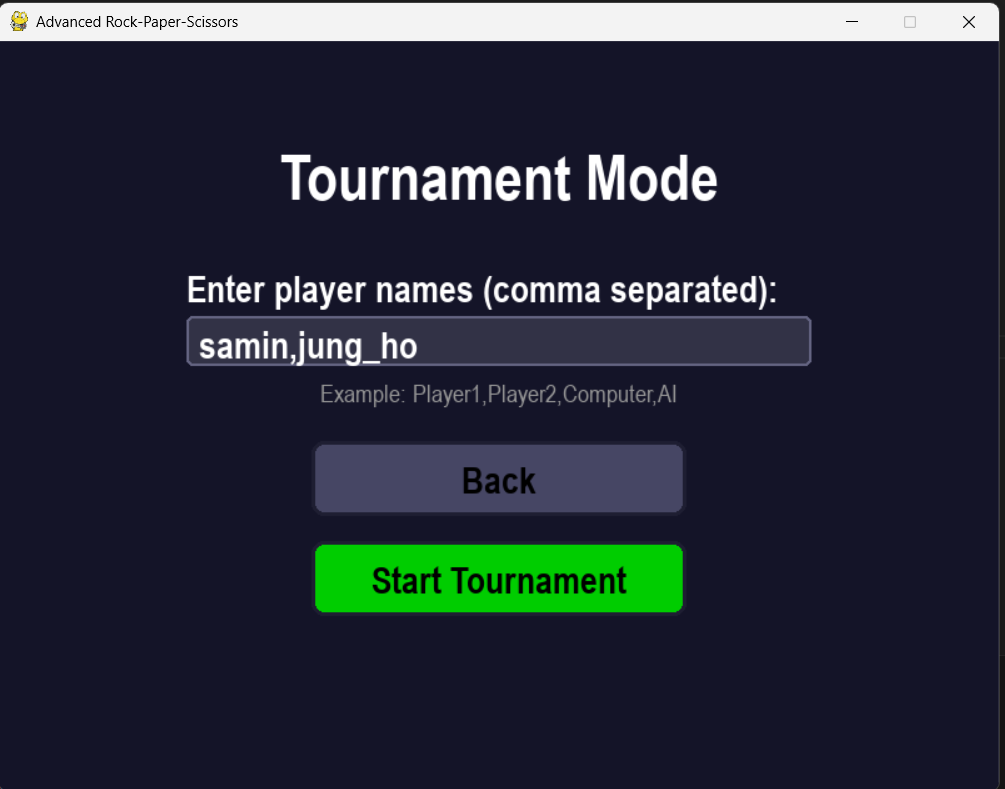 Advanced Rock-Paper-Scissors
Tournament Mode
Enter player names (comma separated):
samin,jung_ho
Example: Player1,Player2,Computer,AI
Back
Start Tournament